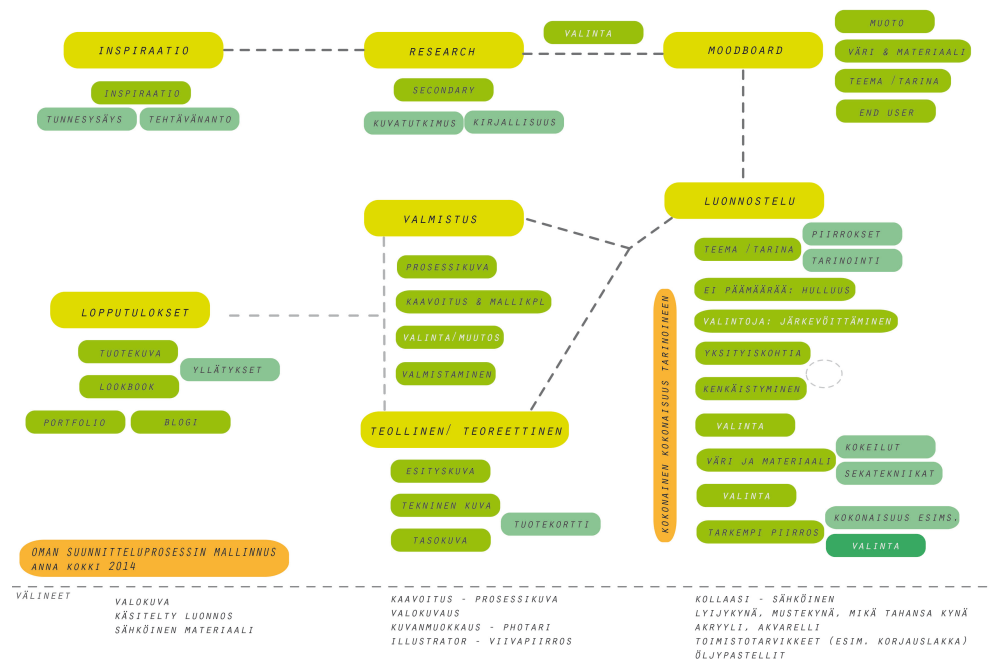 INSPIRAATIO
INSPIRAATIO
TUNNESYSÄYS
TEHTÄVÄNANTO
RESEARCH
SECONDARY
KUVATUTKIMUS
KIRJALLISUUS
VALINTA
MOODBOARD
MUOTO
VÄRI & MATERIAALI
TEEMA /TARINA
END USER
LUONNOSTELU
TEEMA /TARINA
PIIRROKSET
TARINOINTI
EI PÄÄMÄÄRÄÄ: HULLUUS
VALINTOJA: JÄRKEVÖITTÄMINEN
YKSITYISKOHTIA
KENKÄISTYMINEN
VALINTA
VÄRI JA MATERIAALI
KOKEILUT
SEKATEKNIIKAT
VALINTA
TARKEMPI PIIRROS
KOKONAISUUS ESIMS.
VALINTA
KOKONAINEN KOKONAISUUS TARINOINEEN
VALMISTUS
PROSESSIKUVA
KAAVOITUS & MALLIKPL
VALINTA/MUUTOS
VALMISTAMINEN
TEOLLINEN/ TEOREETTINEN
ESITYSKUVA
TEKNINEN KUVA
TUOTEKORTTI
TASOKUVA
LOPPUTULOKSET
TUOTEKUVA
YLLÄTYKSET
LOOKBOOK
PORTFOLIO
BLOGI
OMAN SUUNNITTELUPROSESSIN MALLINNUS
ANNA KOKKI 2014
VÄLINEET
VALOKUVA
KÄSITELTY LUONNOS
SÄHKÖINEN MATERIAALI
KAAVOITUS - PROSESSIKUVA
VALOKUVAUS
KUVANMUOKKAUS - PHOTARI
ILLUSTRATOR - VIIVAPIIRROS
KOLLAASI - SÄHKÖINEN
LYIJYKYNÄ, MUSTEKYNÄ, MIKÄ TAHANSA KYNÄ
AKRYYLI, AKVARELLI
TOIMISTOTARVIKKEET (ESIM. KORJAUSLAKKA)
ÖLJYPASTELLIT